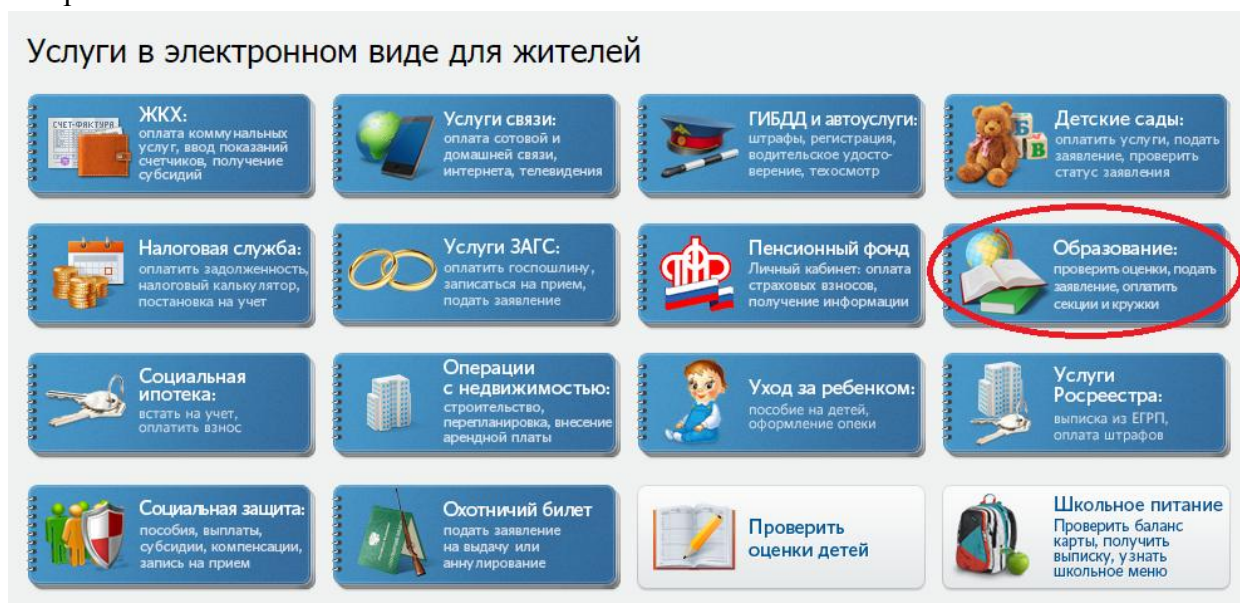 Услуги в электронном виде для жителей
ЖКХ:
оплата коммунальных
услуг, ввод показаний
счетчиков, получение
субсидий
СЧЕТ-ФАКТУРА
Услуги связи:
оплата сотовой и
домашней связи,
интернета, телевидения
ГИБДД и автоуслуги:
штрафы, регистрация,
водительское удосто-
верение, техосмотр
Детские сады:
оплатить услуги, подать
заявление, проверить
статус заявления
Б
В
Налоговая служба:
оплатить задолженность,
налоговый калькулятор,
постановка на учет
Услуги ЗАГС:
оплатить госпошлину,
записаться на прием,
подать заявление
Пенсионный фонд
Личный кабинет: оплата
страховых взносов,
получение информации
Образование:
проверить оценки, подать
заявление, оплатить
секции и кружки
Социальная
ипотека:
встать на учет,
оплатить взнос
Операции
с недвижимостью:
строительство,
перепланировка, внесение
арендной платы
Уход за ребенком:
пособие на детей,
оформление опеки
Услуги
Росреестра:
выписка из ЕГРП,
оплата штрафов
Социальная защита:
пособия, выплаты,
субсидии, компенсации,
запись на прием
Охотничий билет
подать заявление
на выдачу или
аннулирование
Проверить
оценки детей
Школьное питание
Проверить баланс
карты, получить
выписку, узнать
школьное меню